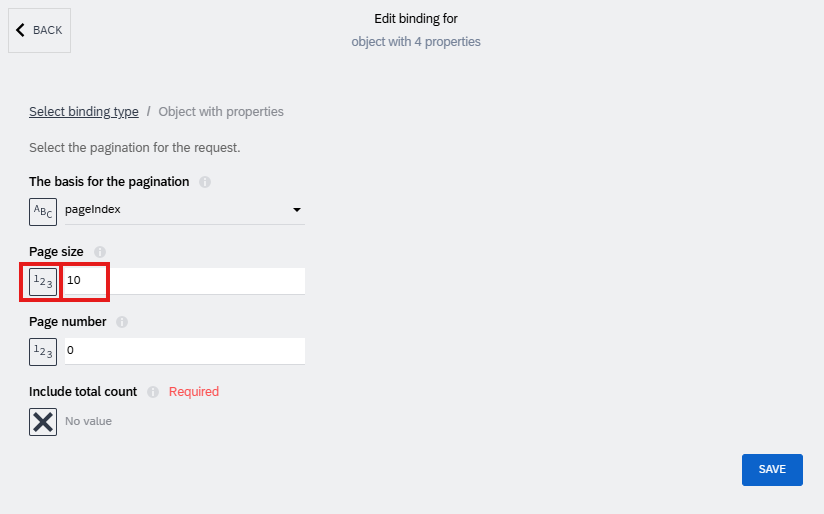 Edit binding for
BACK
object with 4 properties
Select binding type / Object with properties
Select the pagination for the request.
The basis for the pagination
ABC pageIndex
Page size
123 10
Page number
123 0
Include total count Required
No value
SAVE